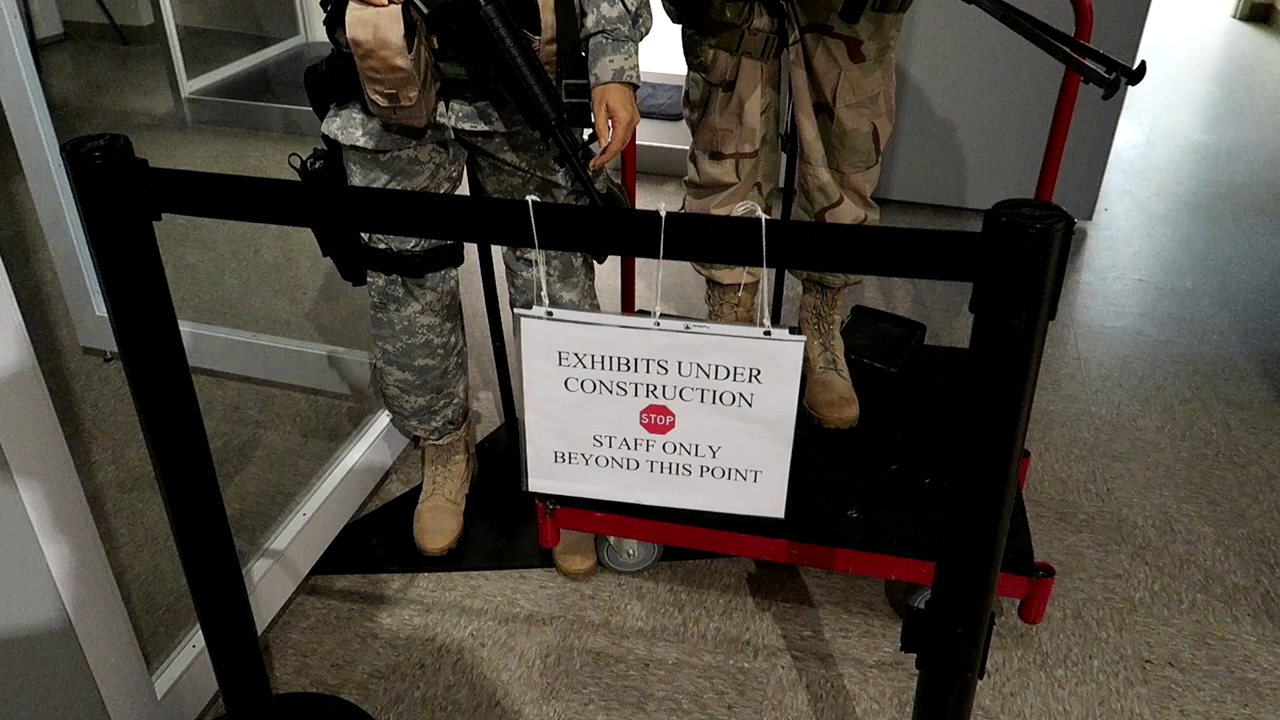 EXHIBITS UNDER
CONSTRUCTION
STOP
STAFF ONLY
BEYOND THIS POINT